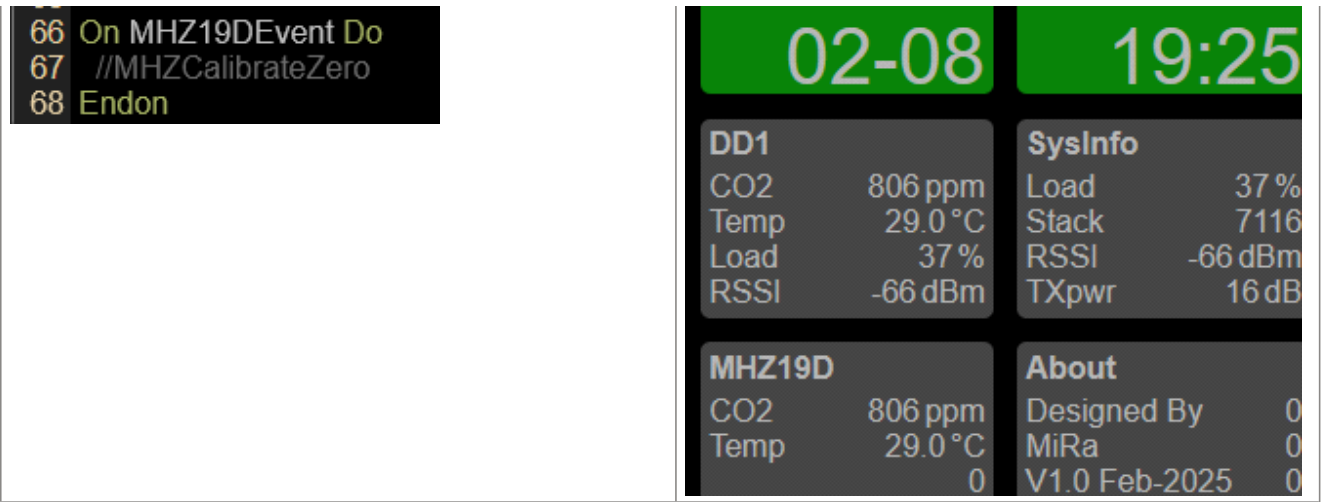 66 On MHZ19DEvent Do
67 //MHZCalibrateZero
68 Endon
02-08
19:25
DD1
CO2 806 ppm
Temp 29.0 °C
Load 37 %
RSSI -66 dBm
SysInfo
Load 37 %
Stack 7116
RSSI -66 dBm
TXpwr 16 dB
MHZ19D
CO2 806 ppm
Temp 29.0 °C
0
About
Designed By 0
MiRa 0
V1.0 Feb-2025 0